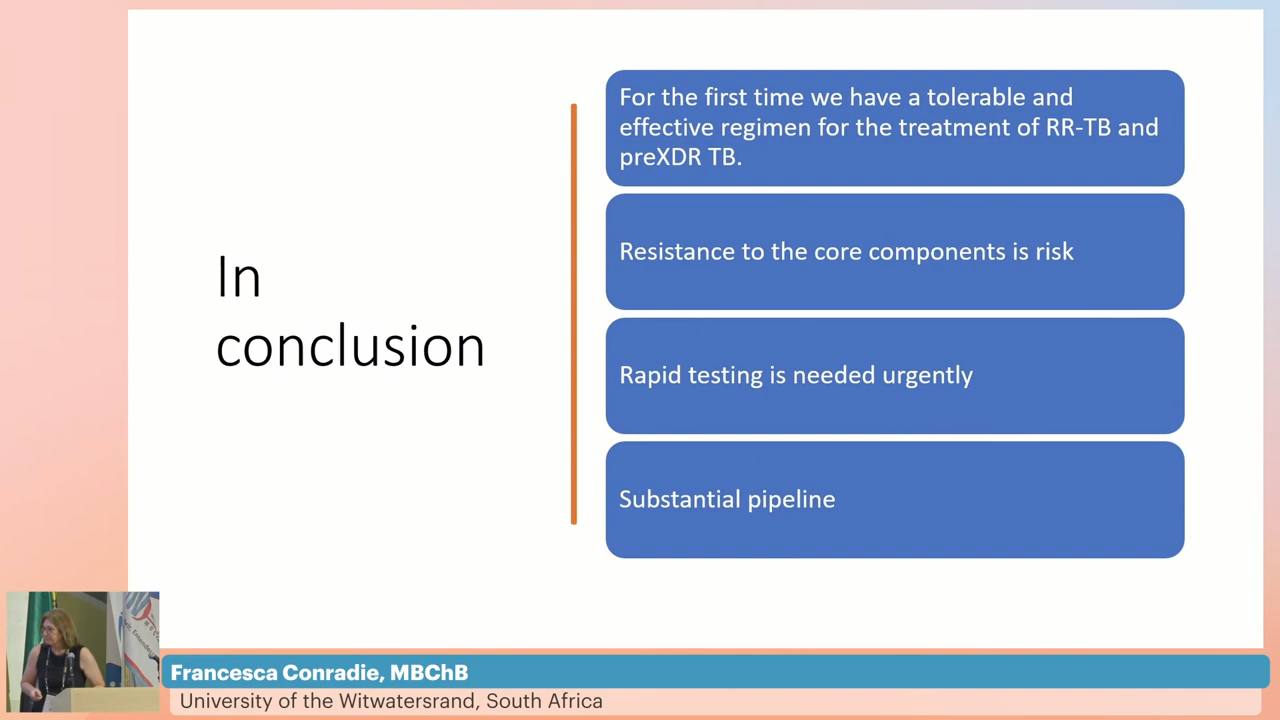 In
conclusion
For the first time we have a tolerable and
effective regimen for the treatment of RR-TB and
preXDR TB.
Resistance to the core components is risk
Rapid testing is needed urgently
Substantial pipeline
Francesca Conradie, MBChB
University of the Witwatersrand, South Africa